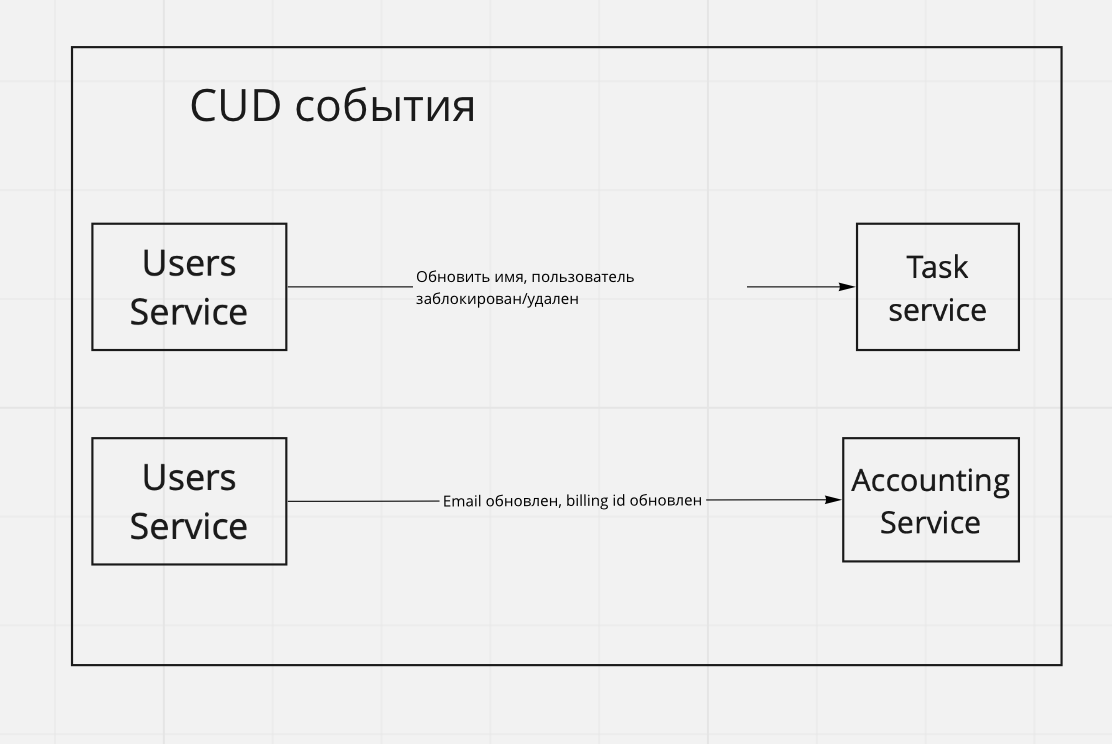 CUD события
Users
Service
Обновить имя, пользователь
заблокирован/удален
Task
service
Users
Service
Email обновлен, billing id обновлен
Accounting
Service